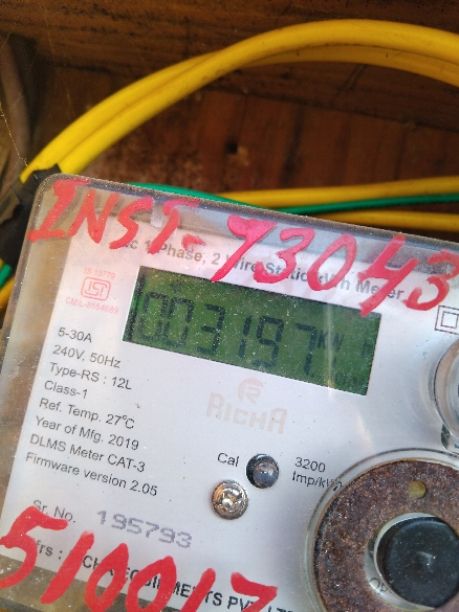 INST-73043
1 Phase, 2 Wire Static Wh Meter
IS 13779
003197
5-30A
240V, 50Hz
Type-RS : 12L
Class-1
Ref. Temp. 27°C
Year of Mfg. 2019
DLMS Meter CAT-3
Firmware version 2.05
RICHA
Cal
3200
Imp/kWh
Sr. No. 195793
510017